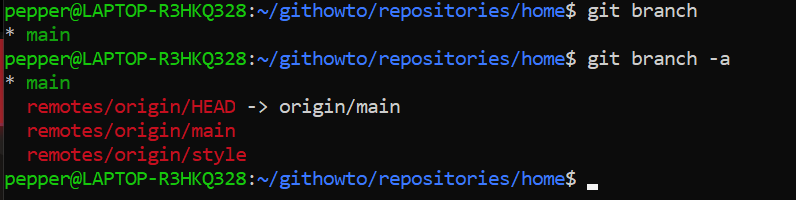 pepper@LAPTOP-R3HKQ328:~/githowto/repositories/home$ git branch
* main
pepper@LAPTOP-R3HKQ328:~/githowto/repositories/home$ git branch -a
* main
  remotes/origin/HEAD -> origin/main
  remotes/origin/main
  remotes/origin/style
pepper@LAPTOP-R3HKQ328:~/githowto/repositories/home$